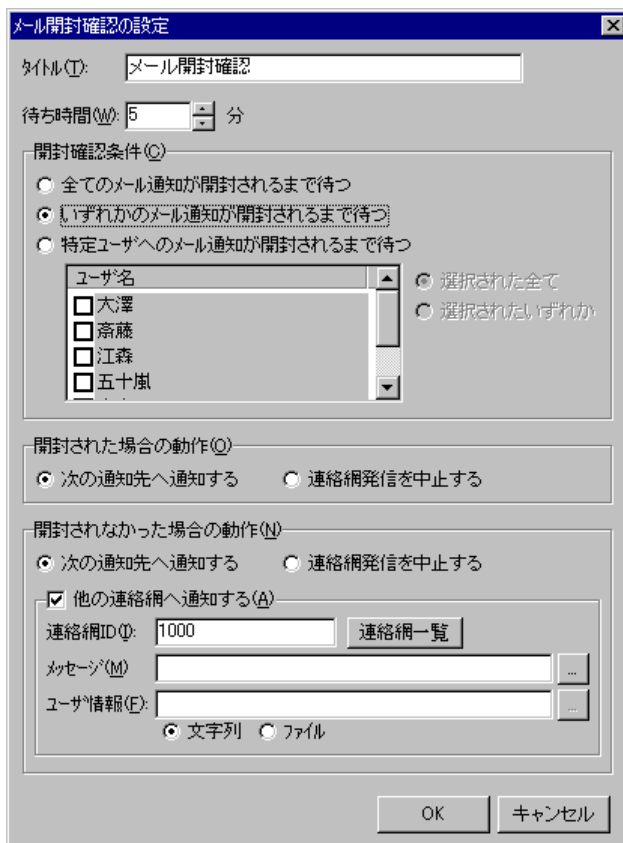 メール開封確認の設定
タイトル(T): メール開封確認
待ち時間(W): 5 分
開封確認条件(C)
全てのメール通知が開封されるまで待つ
いずれかのメール通知が開封されるまで待つ
特定ユーザへのメール通知が開封されるまで待つ
ユーザ名
選択された全て
大澤
選択されたいずれか
斎藤
江森
五十嵐
開封された場合の動作(O)
次の通知先へ通知する 連絡網発信を中止する
開封されなかった場合の動作(N)
次の通知先へ通知する 連絡網発信を中止する
他の連絡網へ通知する(A)
連絡網ID(I): 1000 連絡網一覧
メッセージ(M) ...
ユーザ情報(F): ...
文字列 ファイル
OK キャンセル